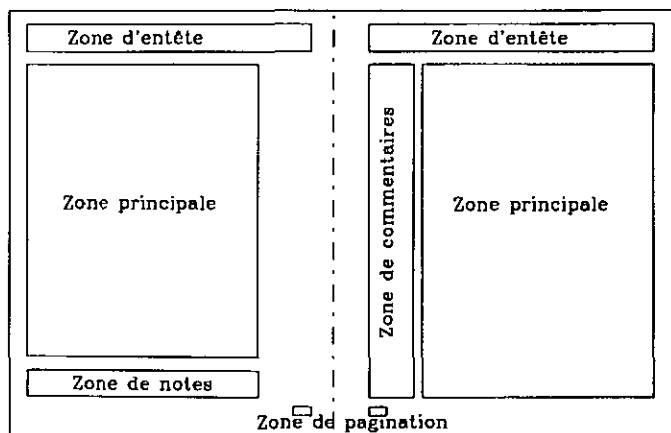 Zone d'entête
Zone principale
Zone de notes
Zone d'entête
Zone de commentaires
Zone principale
Zone de pagination